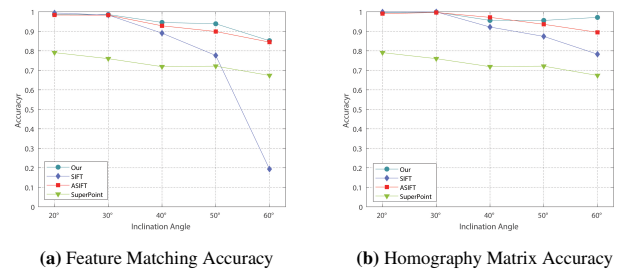 1
0.9
0.8
0.7
0.6
0.5
0.4
0.3
0.2
0.1
0
Accuracyr
20° 30° 40° 50° 60°
Inclination Angle
Our
SIFT
ASIFT
SuperPoint
(a) Feature Matching Accuracy
1
0.9
0.8
0.7
0.6
0.5
0.4
0.3
0.2
0.1
0
Accuracy
20° 30° 40° 50° 60°
Inclination Angle
Our
SIFT
ASIFT
SuperPoint
(b) Homography Matrix Accuracy